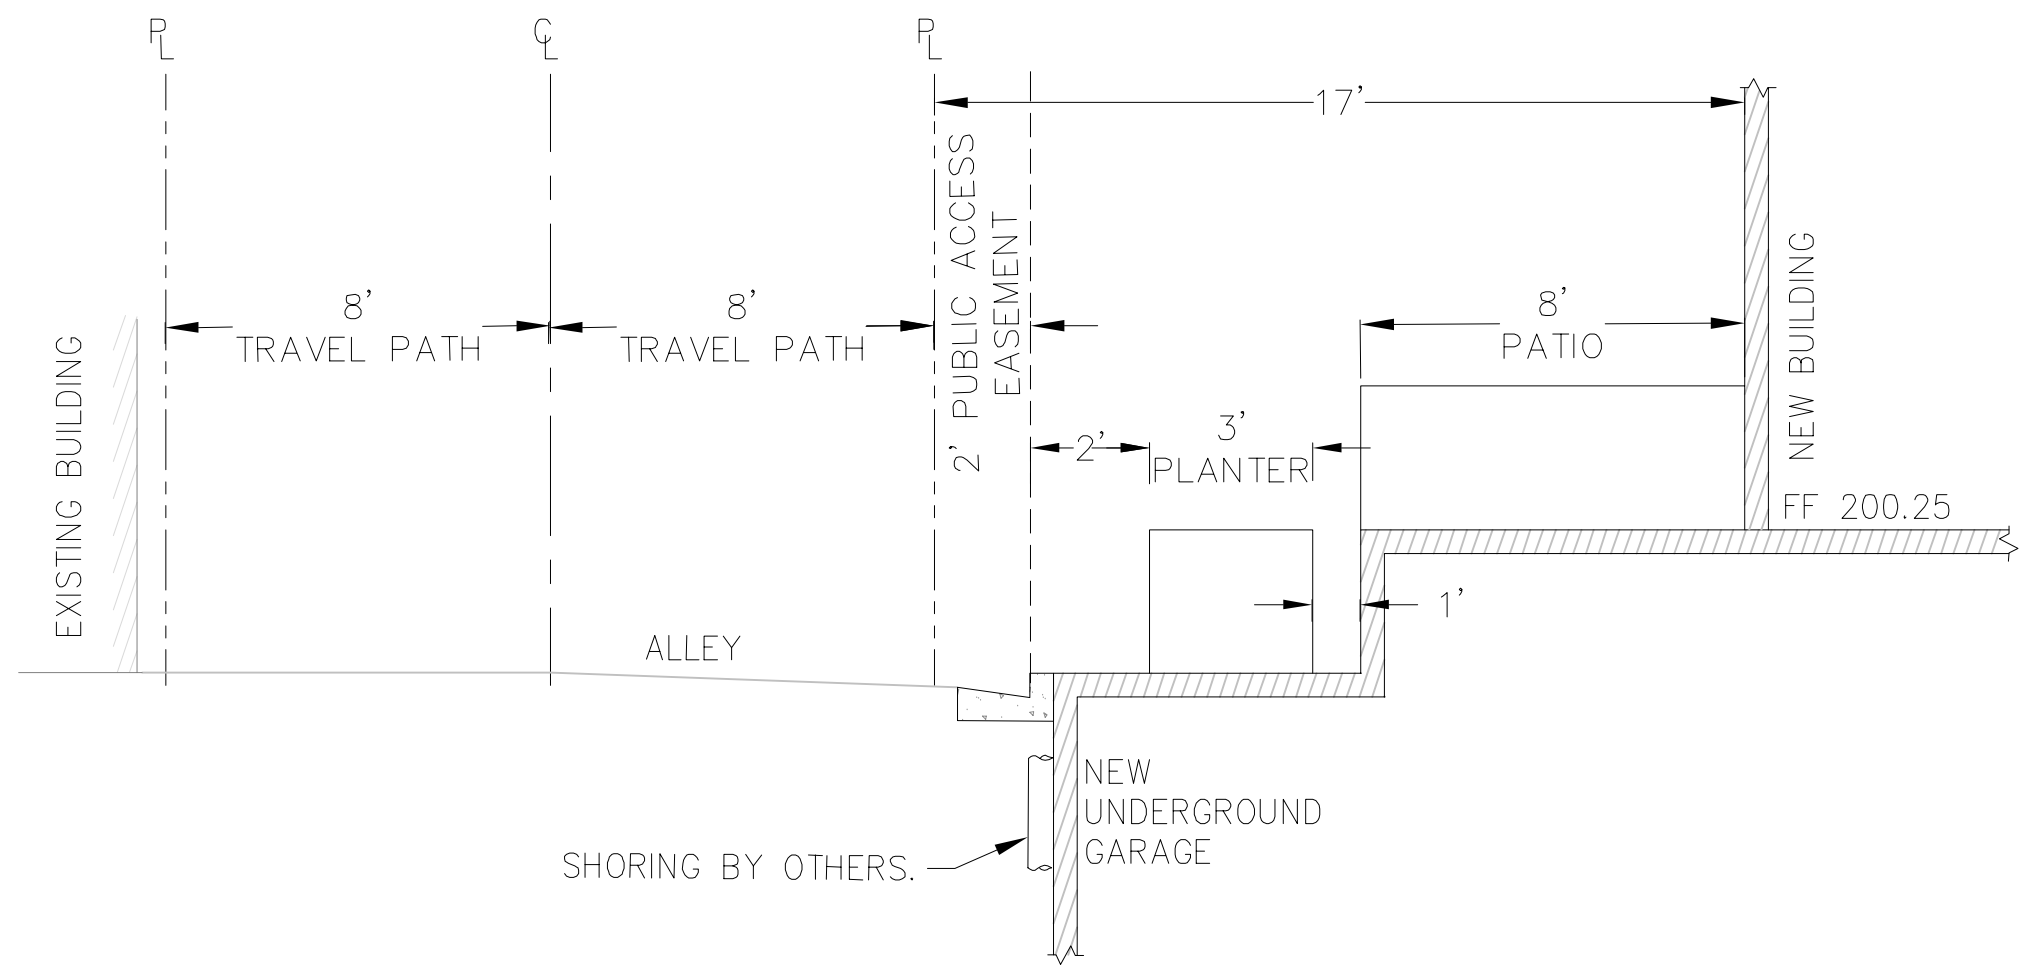 PL
CL
PL
17'
2' PUBLIC ACCESS
EASEMENT
8'
TRAVEL PATH
8'
TRAVEL PATH
8'
PATIO
EXISTING BUILDING
NEW BUILDING
2'
3'
PLANTER
FF 200.25
1'
ALLEY
NEW
UNDERGROUND
GARAGE
SHORING BY OTHERS.